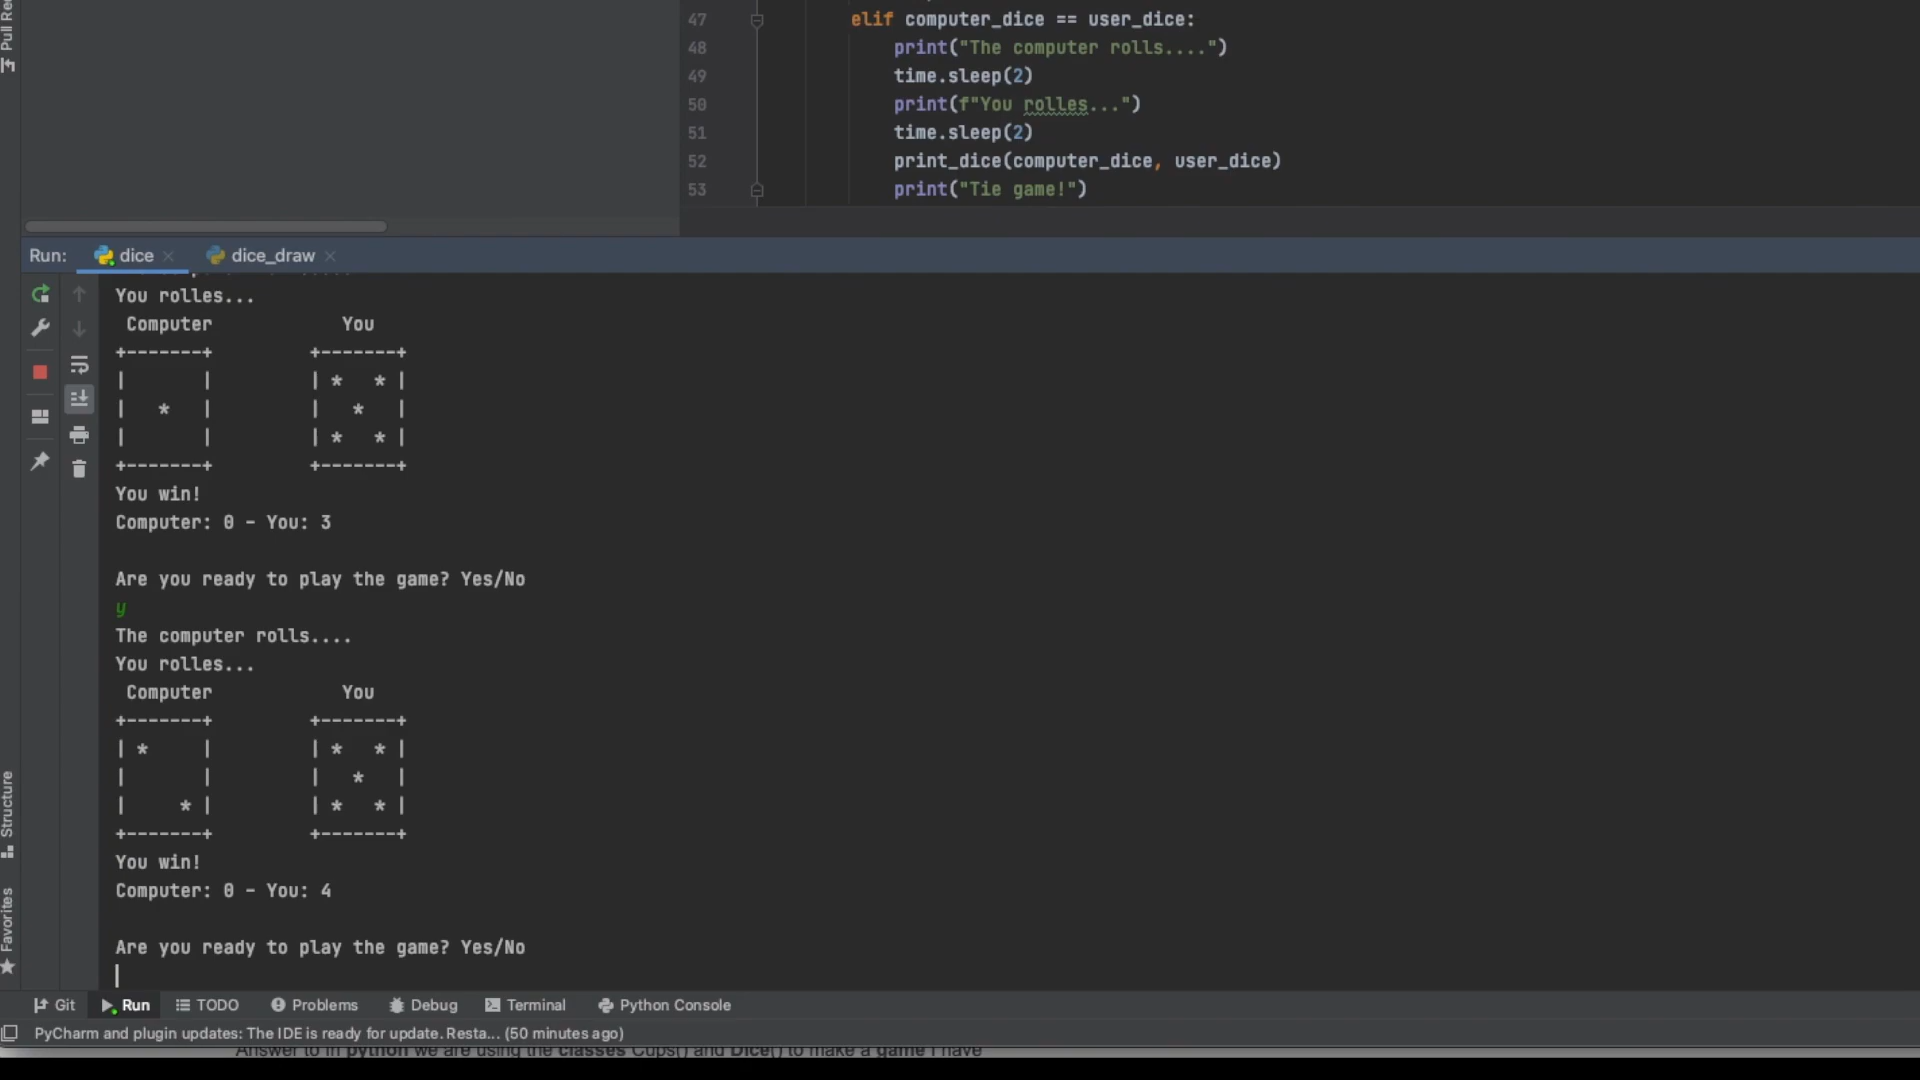 Pull Re
47 elif computer_dice == user_dice:
48 print("The computer rolls....")
49 time.sleep(2)
50 print(f"You rolles...")
51 time.sleep(2)
52 print_dice(computer_dice, user_dice)
53 print("Tie game!")
Run: dice dice_draw
You rolles...
Computer You
+-------+ +-------+
| | | * * |
| * | | * |
| | | * * |
+-------+ +-------+
You win!
Computer: 0 - You: 3
Are you ready to play the game? Yes/No
y
The computer rolls....
You rolles...
Computer You
+-------+ +-------+
| * | | * * |
| | | * |
| * | | * * |
+-------+ +-------+
You win!
Computer: 0 - You: 4
Are you ready to play the game? Yes/No
Structure
Favorites
Git Run TODO Problems Debug Terminal Python Console
PyCharm and plugin updates: The IDE is ready for update. Resta... (50 minutes ago)
Answer to in python we are using the classes Cups() and Dice() to make a game I have